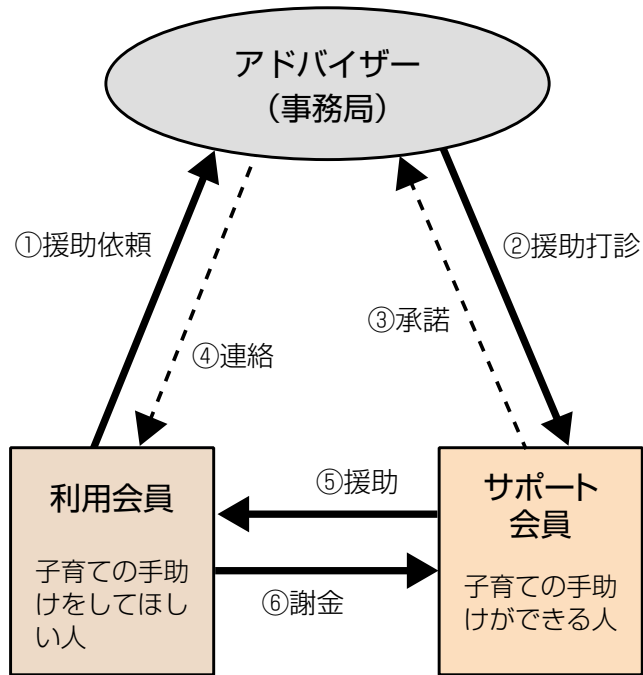 アドバイザー
（事務局）
①援助依頼
②援助打診
③承諾
④連絡
⑤援助
⑥謝金
利用会員
子育ての手助
けをしてほし
い人
サポート
会員
子育ての手助
けができる人